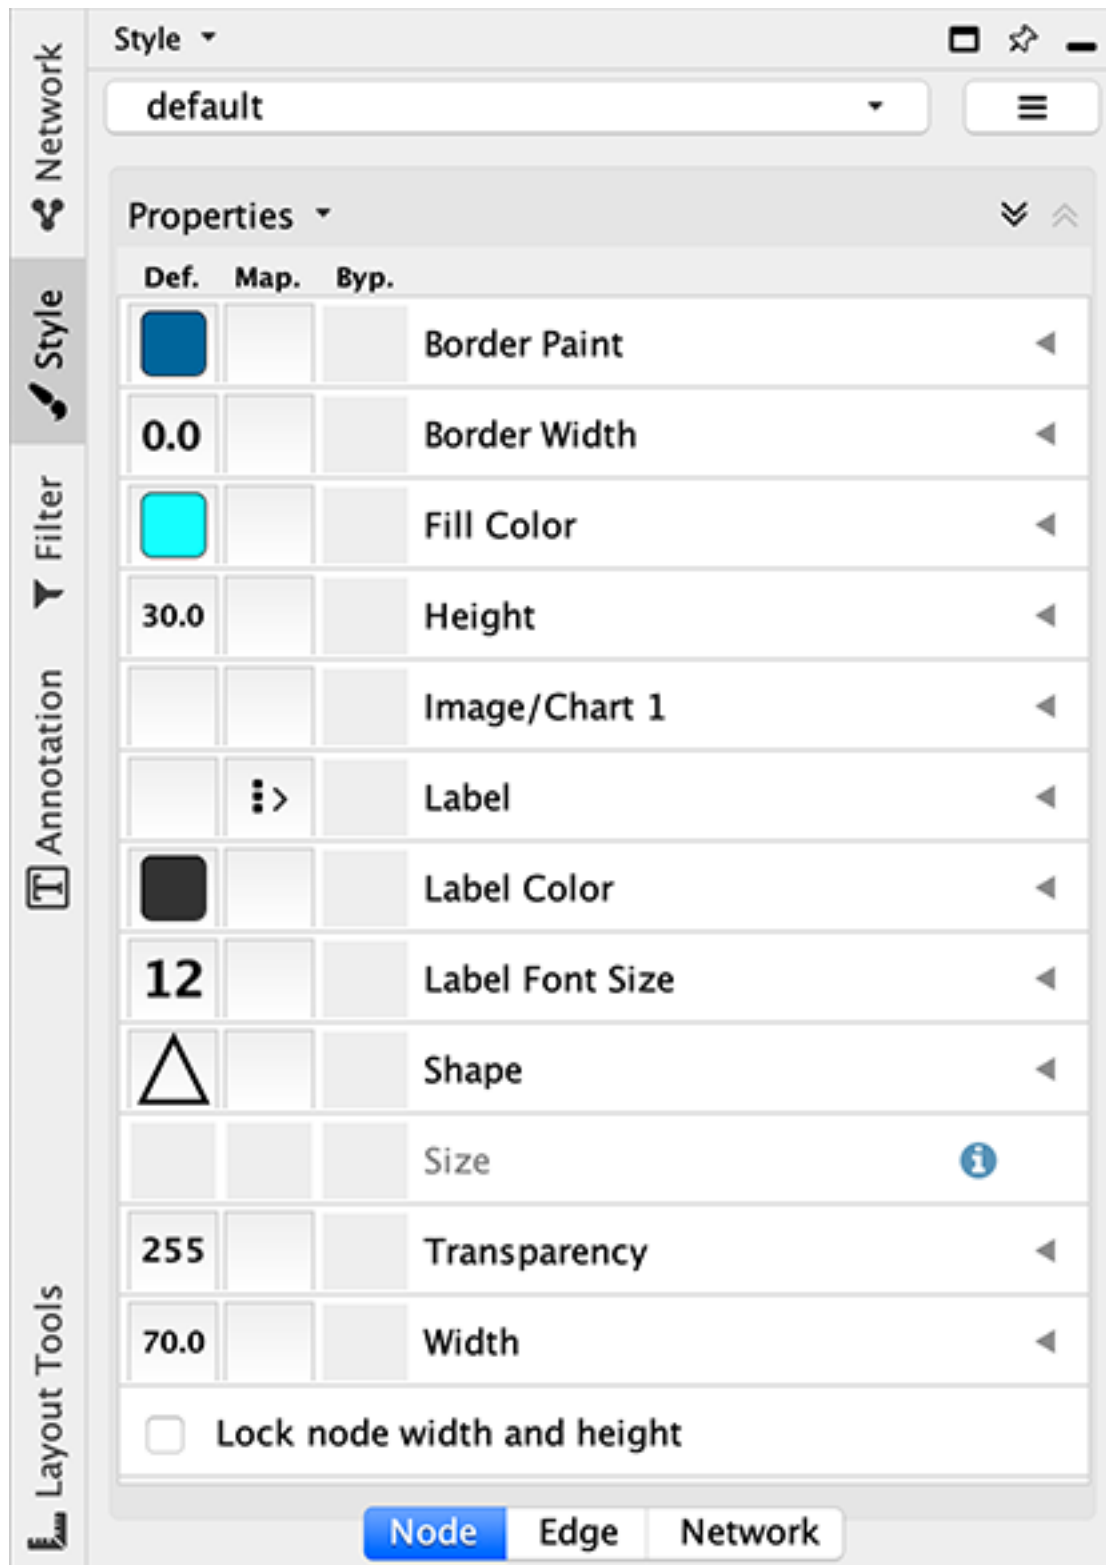 Style
default
Properties
Def. Map. Byp.
Border Paint
0.0 Border Width
Fill Color
30.0 Height
Image/Chart 1
Label
Label Color
12 Label Font Size
Shape
Size
255 Transparency
70.0 Width
Lock node width and height
Node Edge Network
Network
Style
Filter
T Annotation
Layout Tools